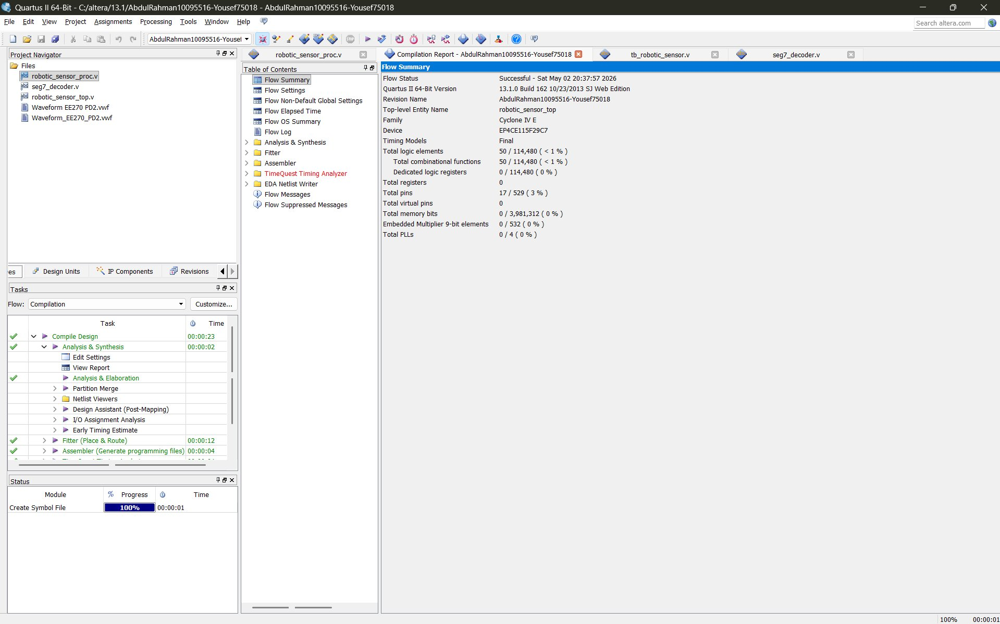 Quartus II 64-Bit - C:/altera/13.1/AbdulRahman10095516-Yousef75018 - AbdulRahman10095516-Yousef75018
File Edit View Project Assignments Processing Tools Window Help
Search altera.com
AbdulRahman10095516-Yousef
STOP
Project Navigator
Files
robotic_sensor_proc.v
seg7_decoder.v
robotic_sensor_top.v
Waveform EE270 PD2.vwf
Waveform_EE270_PD2.vwf
es Design Units IP Components Revisions
Tasks
Flow: Compilation Customize...
Task Time
Compile Design 00:00:23
Analysis & Synthesis 00:00:02
Edit Settings
View Report
Analysis & Elaboration
Partition Merge
Netlist Viewers
Design Assistant (Post-Mapping)
I/O Assignment Analysis
Early Timing Estimate
Fitter (Place & Route) 00:00:12
Assembler (Generate programming files) 00:00:04
Status
Module % Progress Time
Create Symbol File 100% 00:00:01
robotic_sensor_proc.v Compilation Report - AbdulRahman10095516-Yousef75018 tb_robotic_sensor.v seg7_decoder.v
Table of Contents
Flow Summary
Flow Settings
Flow Non-Default Global Settings
Flow Elapsed Time
Flow OS Summary
Flow Log
Analysis & Synthesis
Fitter
Assembler
TimeQuest Timing Analyzer
EDA Netlist Writer
Flow Messages
Flow Suppressed Messages
Flow Summary
Flow Status Successful - Sat May 02 20:37:57 2026
Quartus II 64-Bit Version 13.1.0 Build 162 10/23/2013 SJ Web Edition
Revision Name AbdulRahman10095516-Yousef75018
Top-level Entity Name robotic_sensor_top
Family Cyclone IV E
Device EP4CE115F29C7
Timing Models Final
Total logic elements 50 / 114,480 ( < 1 % )
Total combinational functions 50 / 114,480 ( < 1 % )
Dedicated logic registers 0 / 114,480 ( 0 % )
Total registers 0
Total pins 17 / 529 ( 3 % )
Total virtual pins 0
Total memory bits 0 / 3,981,312 ( 0 % )
Embedded Multiplier 9-bit elements 0 / 532 ( 0 % )
Total PLLs 0 / 4 ( 0 % )
100% 00:00:01